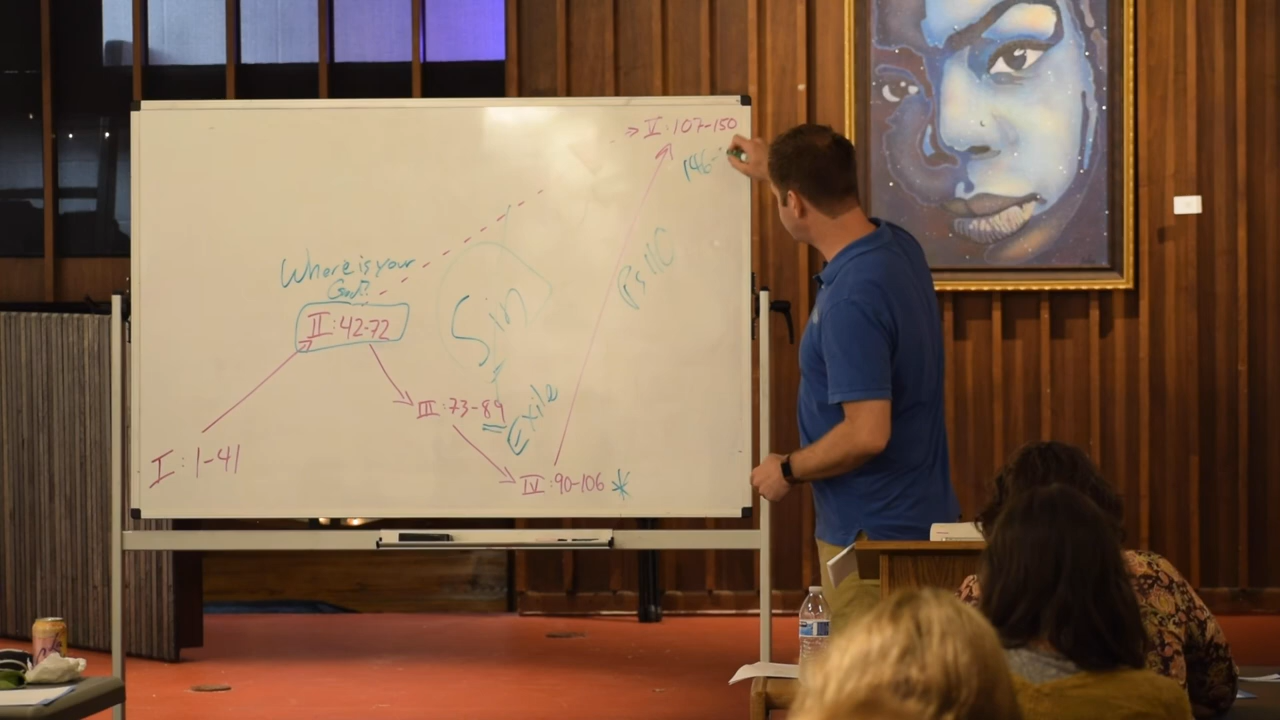 V: 107-150
146-
Where is your
God?
II: 42-72
Sin
Ps 110
III: 73-89
Exile
I: 1-41
IV: 90-106 *